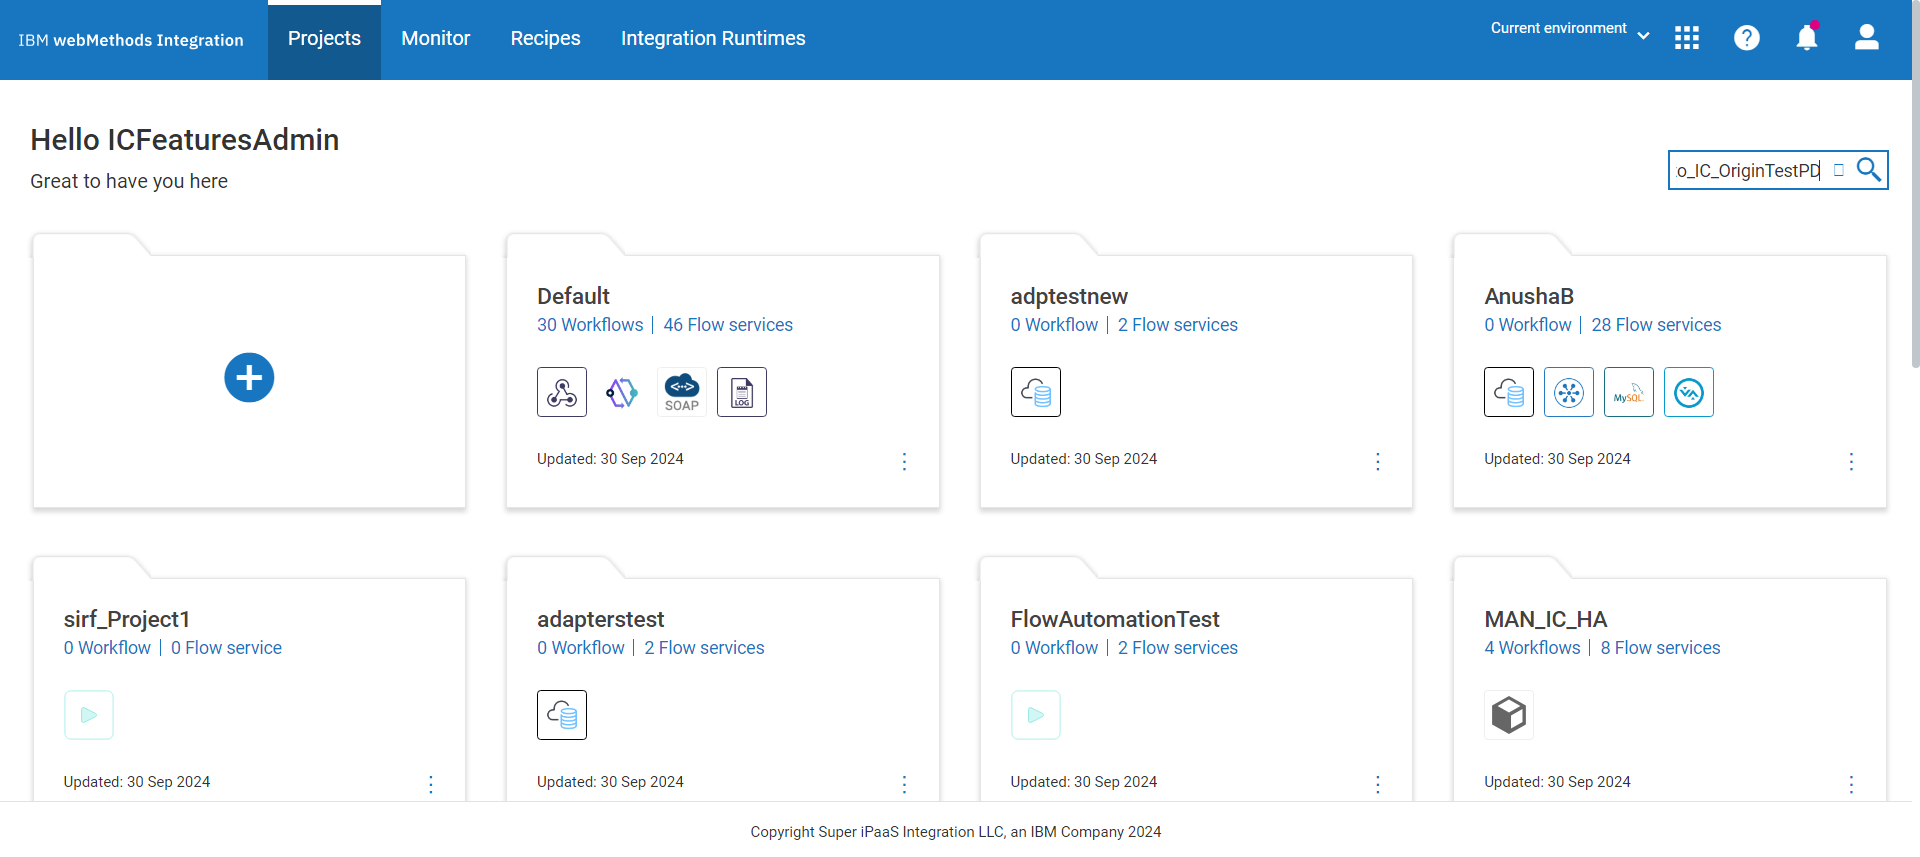 IBM webMethods Integration
Projects
Monitor
Recipes
Integration Runtimes
Current environment
Hello ICFeaturesAdmin
Great to have you here
o_IC_OriginTestPD
Default
30 Workflows | 46 Flow services
SOAP
LOG
Updated: 30 Sep 2024
adptestnew
0 Workflow | 2 Flow services
Updated: 30 Sep 2024
AnushaB
0 Workflow | 28 Flow services
MySQL
Updated: 30 Sep 2024
sirf_Project1
0 Workflow | 0 Flow service
Updated: 30 Sep 2024
adapterstest
0 Workflow | 2 Flow services
Updated: 30 Sep 2024
FlowAutomationTest
0 Workflow | 2 Flow services
Updated: 30 Sep 2024
MAN_IC_HA
4 Workflows | 8 Flow services
Updated: 30 Sep 2024
Copyright Super iPaaS Integration LLC, an IBM Company 2024